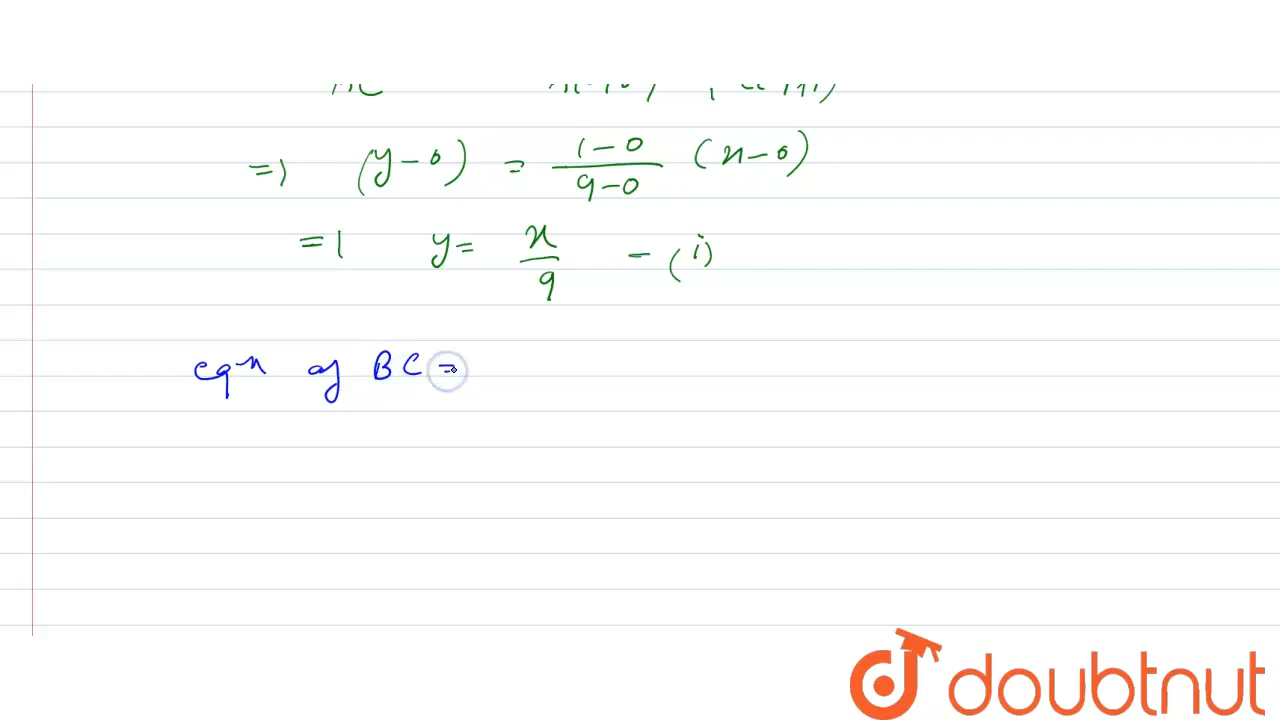 => (y-0) = 1-0/9-0 (x-0)
=> y = x/9 - (i)
eqn of BC =
doubtnut